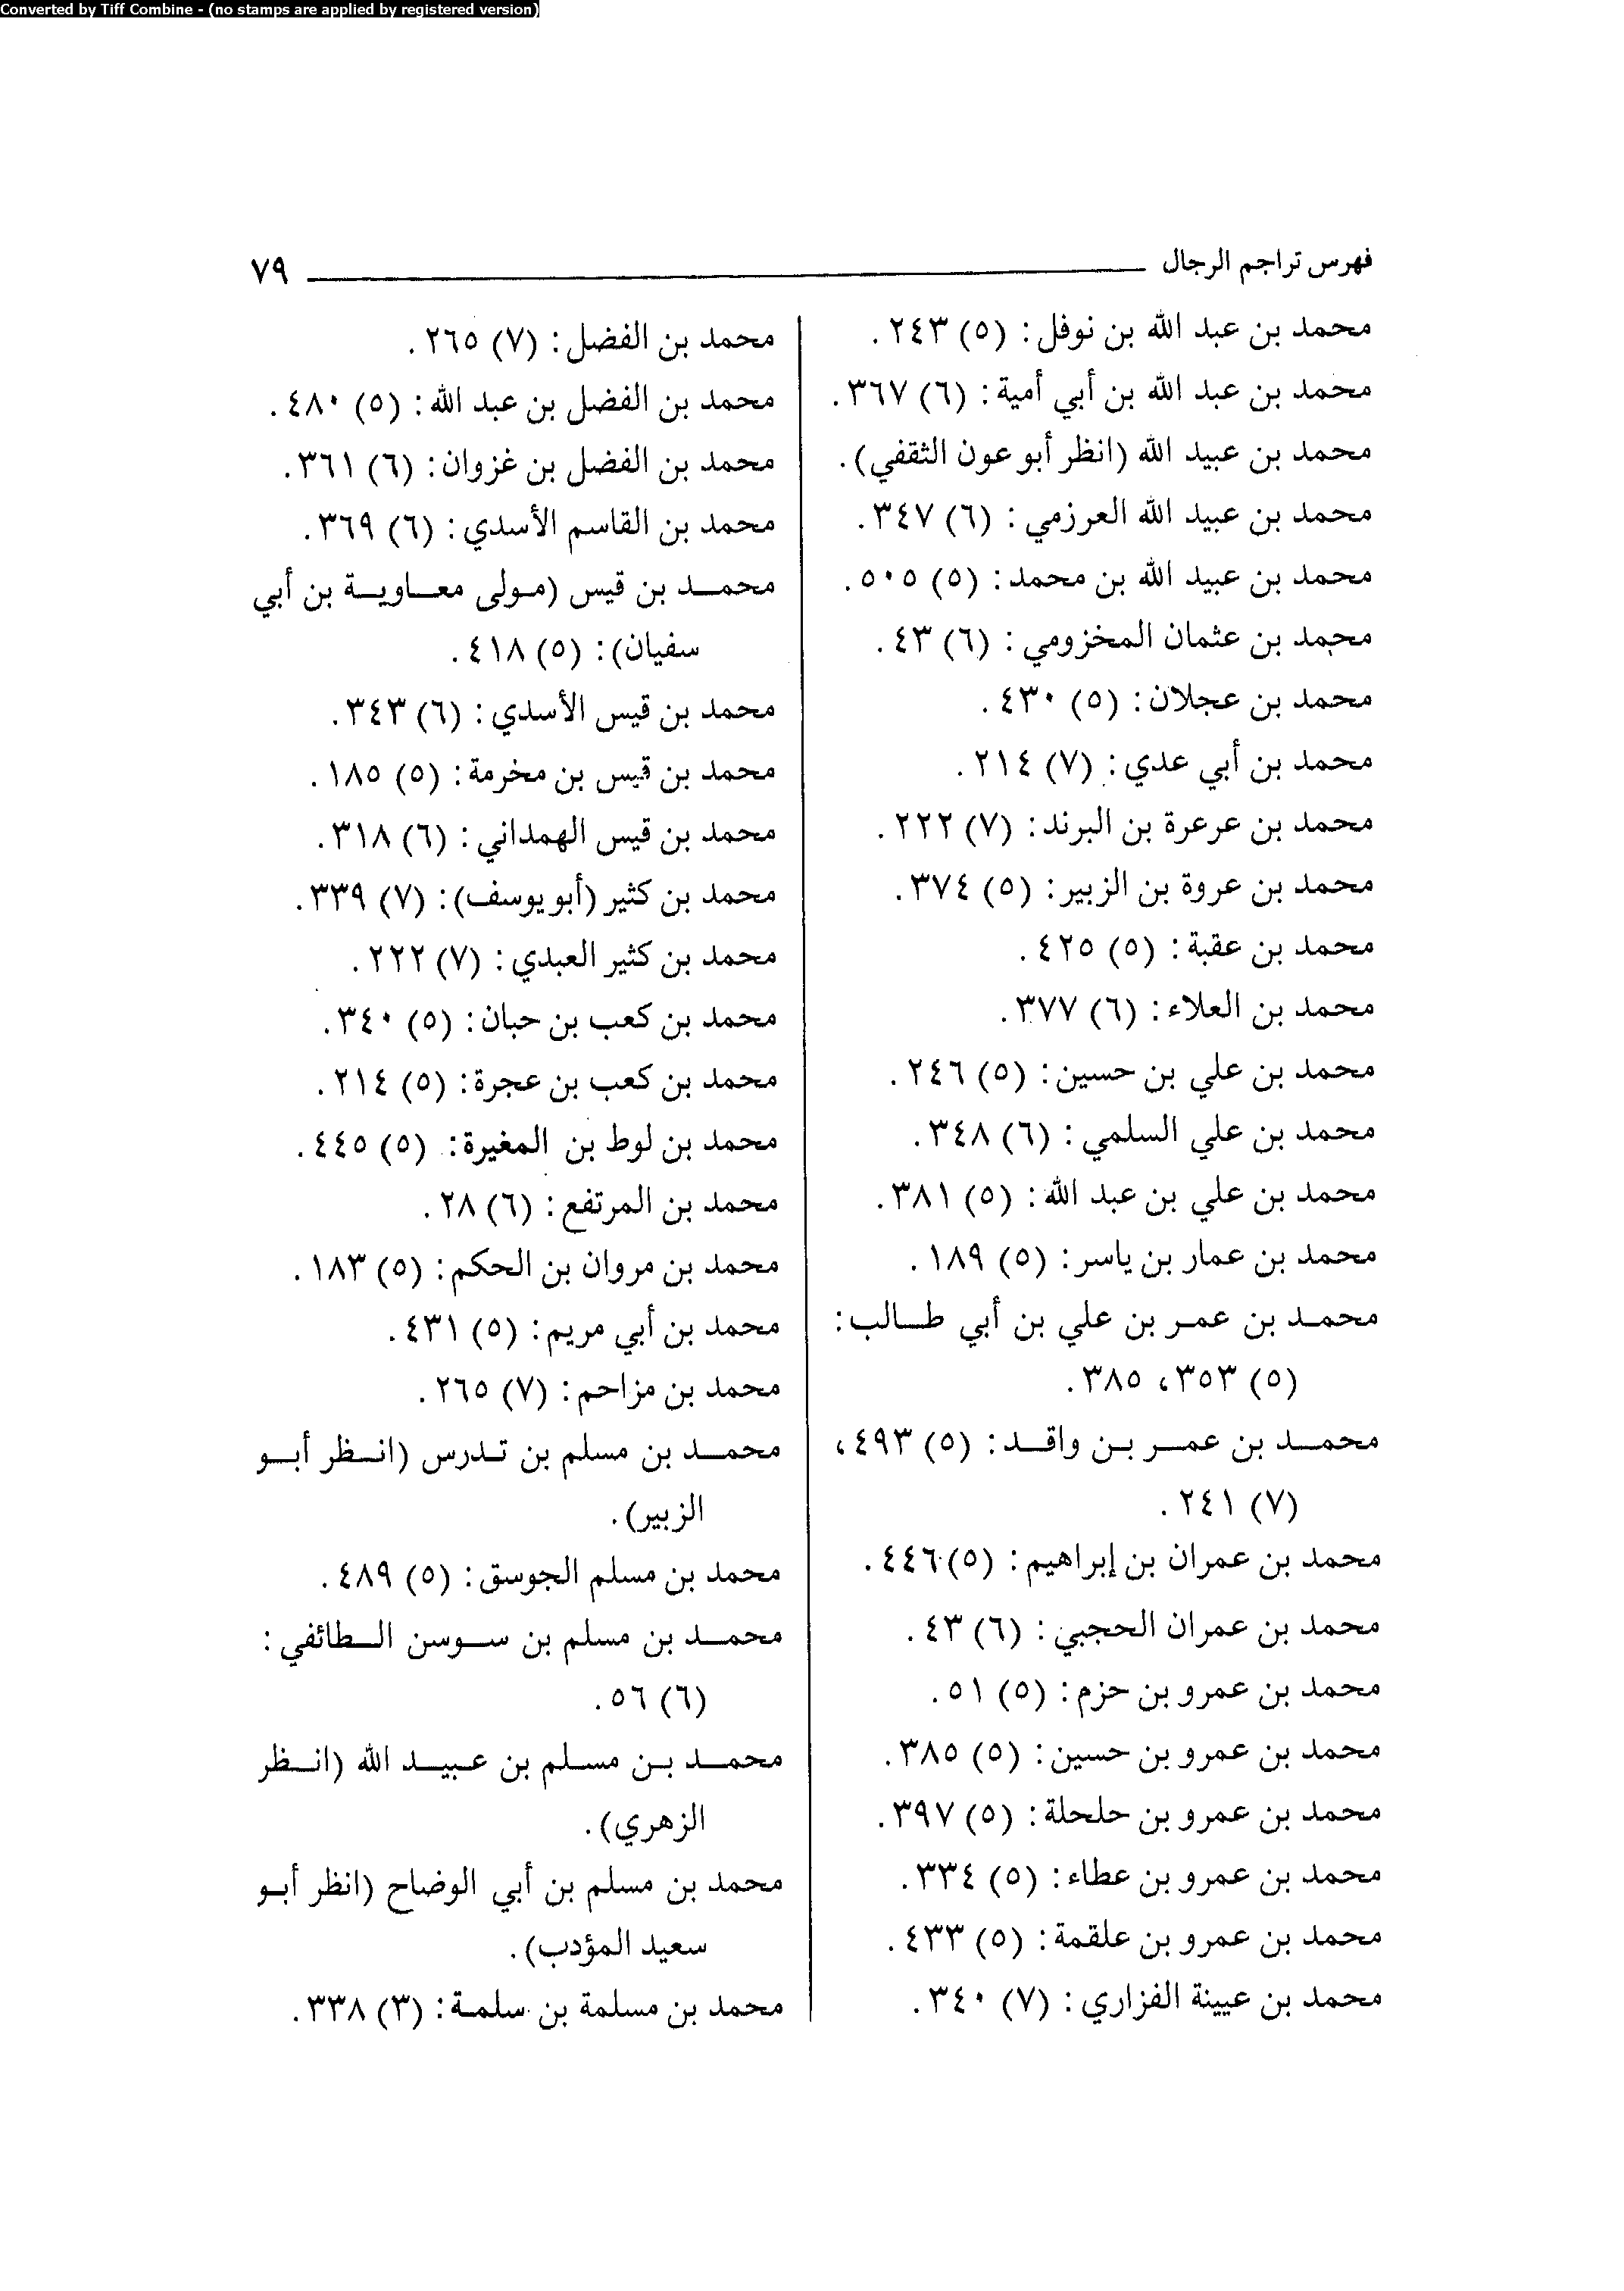 Converted by Tiff Combine - (no stamps are applied by registered version)
فهرس تراجم الرجال ٧٩
محمد بن عبد الله بن نوفل: (٥) ٢٤٣.
محمد بن عبد الله بن أبي أمية: (٦) ٣٦٧.
محمد بن عبيد الله (انظر أبو عون الثقفي).
محمد بن عبيد الله العرزمي: (٦) ٣٤٧.
محمد بن عبيد الله بن محمد: (٥) ٥٠٥.
محمد بن عثمان المخزومي: (٦) ٤٣.
محمد بن عجلان: (٥) ٤٣٠.
محمد بن أبي عدي: (٧) ٢١٤.
محمد بن عرعرة بن البرند: (٧) ٢٢٢.
محمد بن عروة بن الزبير: (٥) ٣٧٤.
محمد بن عقبة: (٥) ٤٢٥.
محمد بن العلاء: (٦) ٣٧٧.
محمد بن علي بن حسين: (٥) ٢٤٦.
محمد بن علي السلمي: (٦) ٣٤٨.
محمد بن علي بن عبد الله: (٥) ٣٨١.
محمد بن عمار بن ياسر: (٥) ١٨٩.
محمد بن عمر بن علي بن أبي طالب:
(٥) ٣٥٣، ٣٨٥.
محمد بن عمر بن واقد: (٥) ٤٩٣،
(٧) ٢٤١.
محمد بن عمران بن إبراهيم: (٥) ٤٤٦.
محمد بن عمران الحجبي: (٦) ٤٣.
محمد بن عمرو بن حزم: (٥) ٥١.
محمد بن عمرو بن حسين: (٥) ٣٨٥.
محمد بن عمرو بن حلحلة: (٥) ٣٩٧.
محمد بن عمرو بن عطاء: (٥) ٣٣٤.
محمد بن عمرو بن علقمة: (٥) ٤٣٣.
محمد بن عيينة الفزاري: (٧) ٣٤٠.
محمد بن الفضل: (٧) ٢٦٥.
محمد بن الفضل بن عبد الله: (٥) ٤٨٠.
محمد بن الفضل بن غزوان: (٦) ٣٦١.
محمد بن القاسم الأسدي: (٦) ٣٦٩.
محمد بن قيس (مولى معاوية بن أبي
سفيان): (٥) ٤١٨.
محمد بن قيس الأسدي: (٦) ٣٤٣.
محمد بن قيس بن مخرمة: (٥) ١٨٥.
محمد بن قيس الهمداني: (٦) ٣١٨.
محمد بن كثير (أبو يوسف): (٧) ٣٣٩.
محمد بن كثير العبدي: (٧) ٢٢٢.
محمد بن كعب بن حبان: (٥) ٣٤٠.
محمد بن كعب بن عجرة: (٥) ٢١٤.
محمد بن لوط بن المغيرة: (٥) ٤٤٥.
محمد بن المرتفع: (٦) ٢٨.
محمد بن مروان بن الحكم: (٥) ١٨٣.
محمد بن أبي مريم: (٥) ٤٣١.
محمد بن مزاحم: (٧) ٢٦٥.
محمد بن مسلم بن تدرس (انظر أبو
الزبير).
محمد بن مسلم الجوسق: (٥) ٤٨٩.
محمد بن مسلم بن سوسن الطائفي:
(٦) ٥٦.
محمد بن مسلم بن عبيد الله (انظر
الزهري).
محمد بن مسلم بن أبي الوضاح (انظر أبو
سعيد المؤدب).
محمد بن مسلمة بن سلمة: (٣) ٣٣٨.